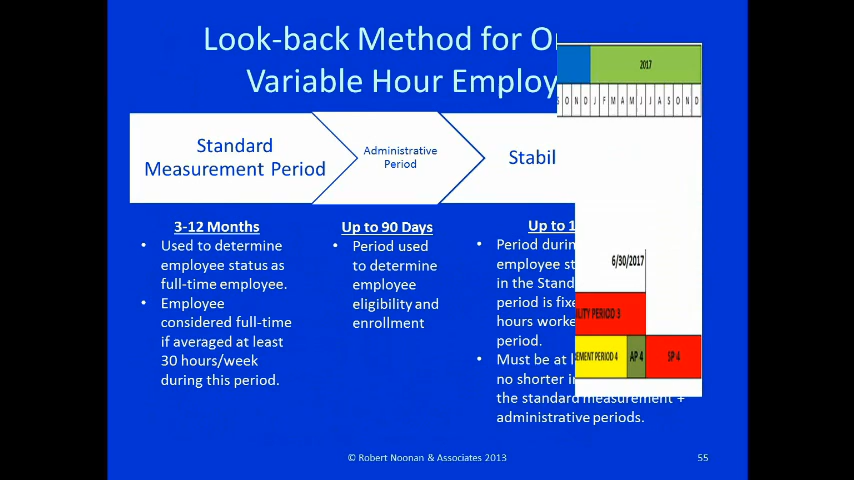 Look-back Method for O
Variable Hour Employ
2017
O N D J F M A M J J A S O N D
Standard
Measurement Period
Administrative
Period
Stabil
3-12 Months
• Used to determine
employee status as
full-time employee.
• Employee
considered full-time
if averaged at least
30 hours/week
during this period.
Up to 90 Days
• Period used
to determine
employee
eligibility and
enrollment
Up to 1
• Period durin
employee st
in the Stand
period is fixe
hours worke
period.
• Must be at l
no shorter i
the standard measurement +
administrative periods.
6/30/2017
ILITY PERIOD 3
EMENT PERIOD 4
AP 4
SP 4
© Robert Noonan & Associates 2013
55